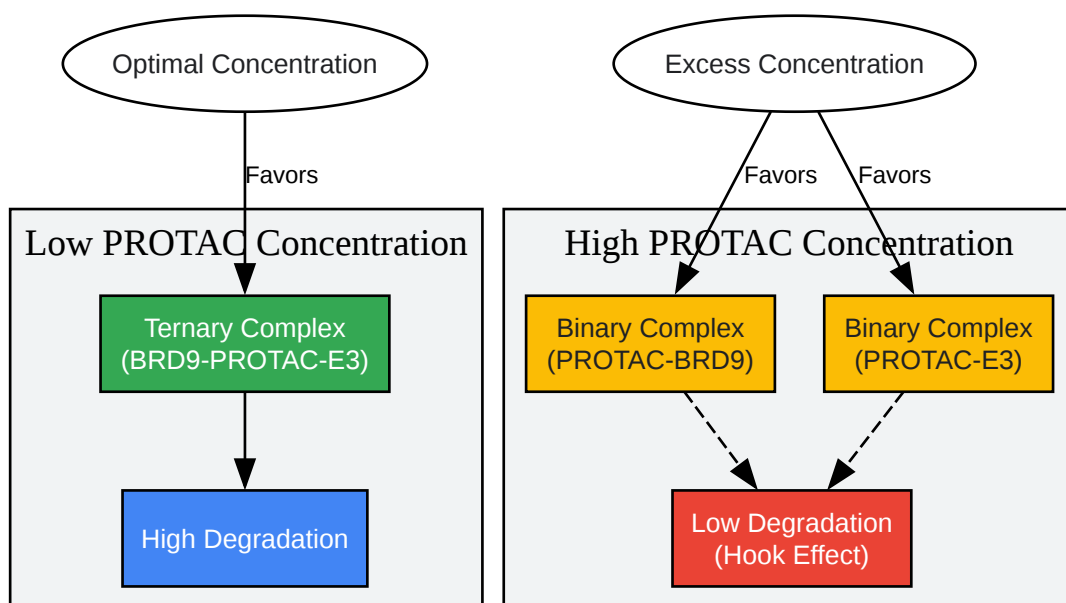 Optimal Concentration
Excess Concentration
Favors
Favors
Favors
Low PROTAC Concentration
High PROTAC Concentration
Ternary Complex
(BRD9-PROTAC-E3)
Binary Complex
(PROTAC-BRD9)
Binary Complex
(PROTAC-E3)
High Degradation
Low Degradation
(Hook Effect)